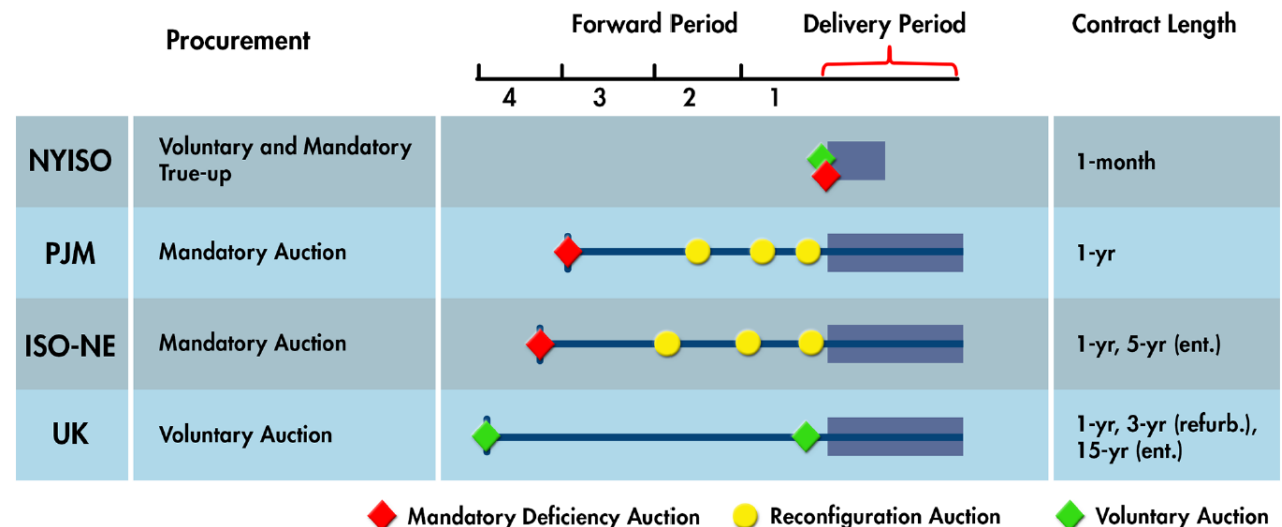 Procurement
Forward Period
Delivery Period
Contract Length
4 3 2 1
NYISO
Voluntary and Mandatory
True-up
1-month
PJM
Mandatory Auction
1-yr
ISO-NE
Mandatory Auction
1-yr, 5-yr (ent.)
UK
Voluntary Auction
1-yr, 3-yr (refurb.),
15-yr (ent.)
Mandatory Deficiency Auction
Reconfiguration Auction
Voluntary Auction